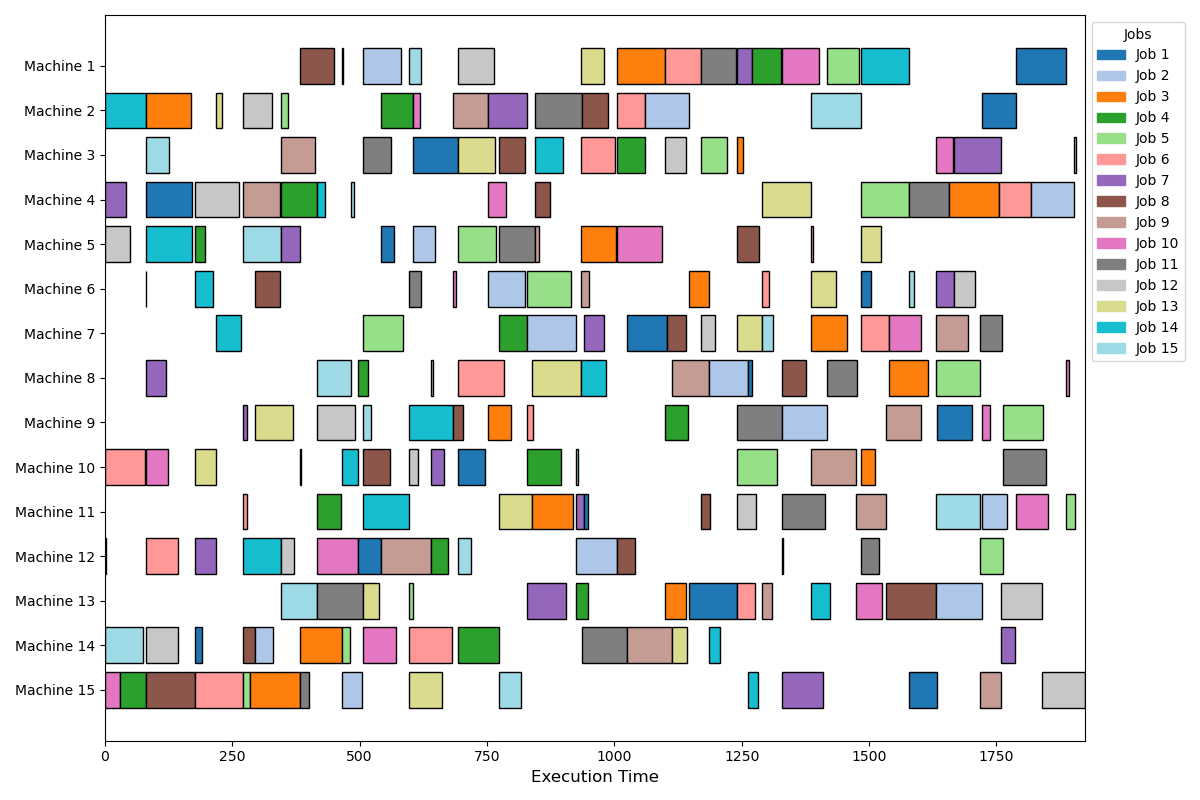 Machine 1
Machine 2
Machine 3
Machine 4
Machine 5
Machine 6
Machine 7
Machine 8
Machine 9
Machine 10
Machine 11
Machine 12
Machine 13
Machine 14
Machine 15
0 250 500 750 1000 1250 1500 1750
Execution Time
Jobs
Job 1
Job 2
Job 3
Job 4
Job 5
Job 6
Job 7
Job 8
Job 9
Job 10
Job 11
Job 12
Job 13
Job 14
Job 15